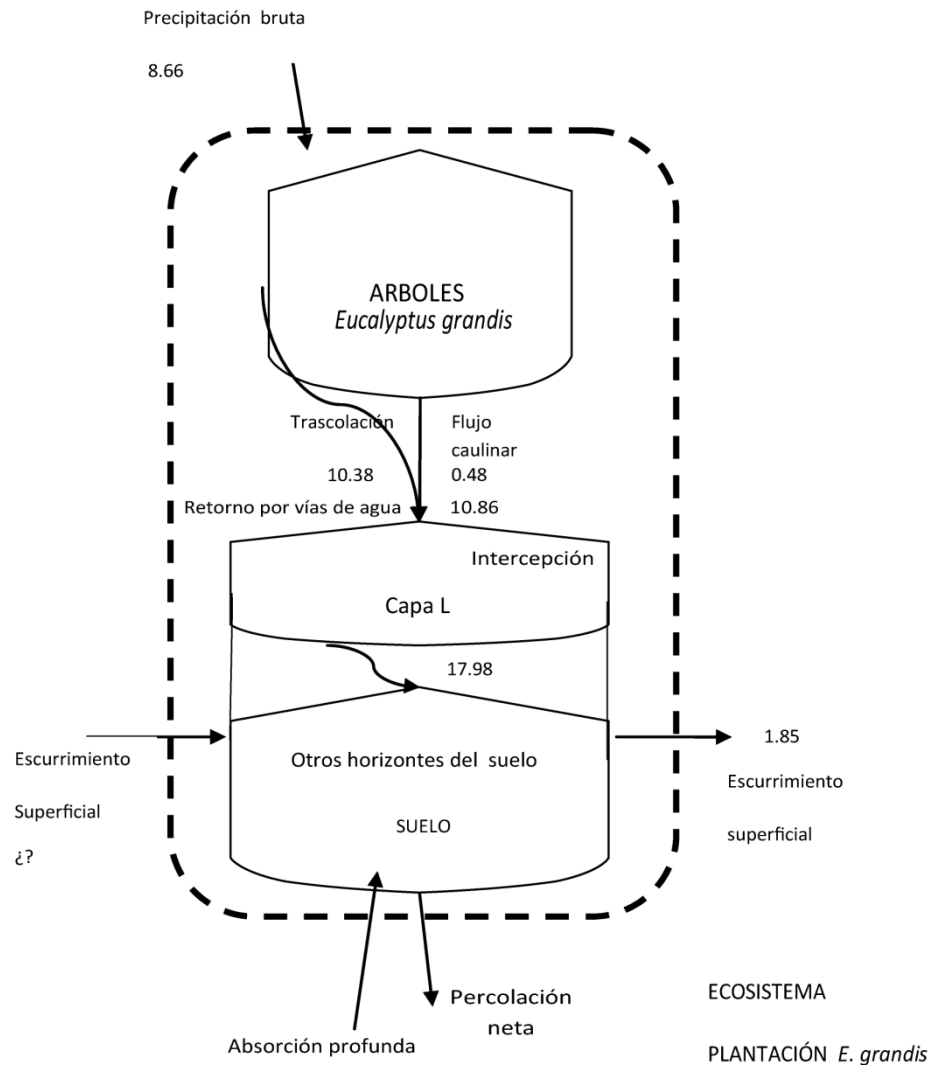 Precipitación bruta
8.66
ARBOLES
Eucalyptus grandis
Trascolación
10.38
Flujo
caulinar
0.48
Retorno por vías de agua
10.86
Intercepción
Capa L
17.98
Escurrimiento
Superficial
¿?
Otros horizontes del suelo
SUELO
1.85
Escurrimiento
superficial
Absorción profunda
Percolación
neta
ECOSISTEMA
PLANTACIÓN E. grandis